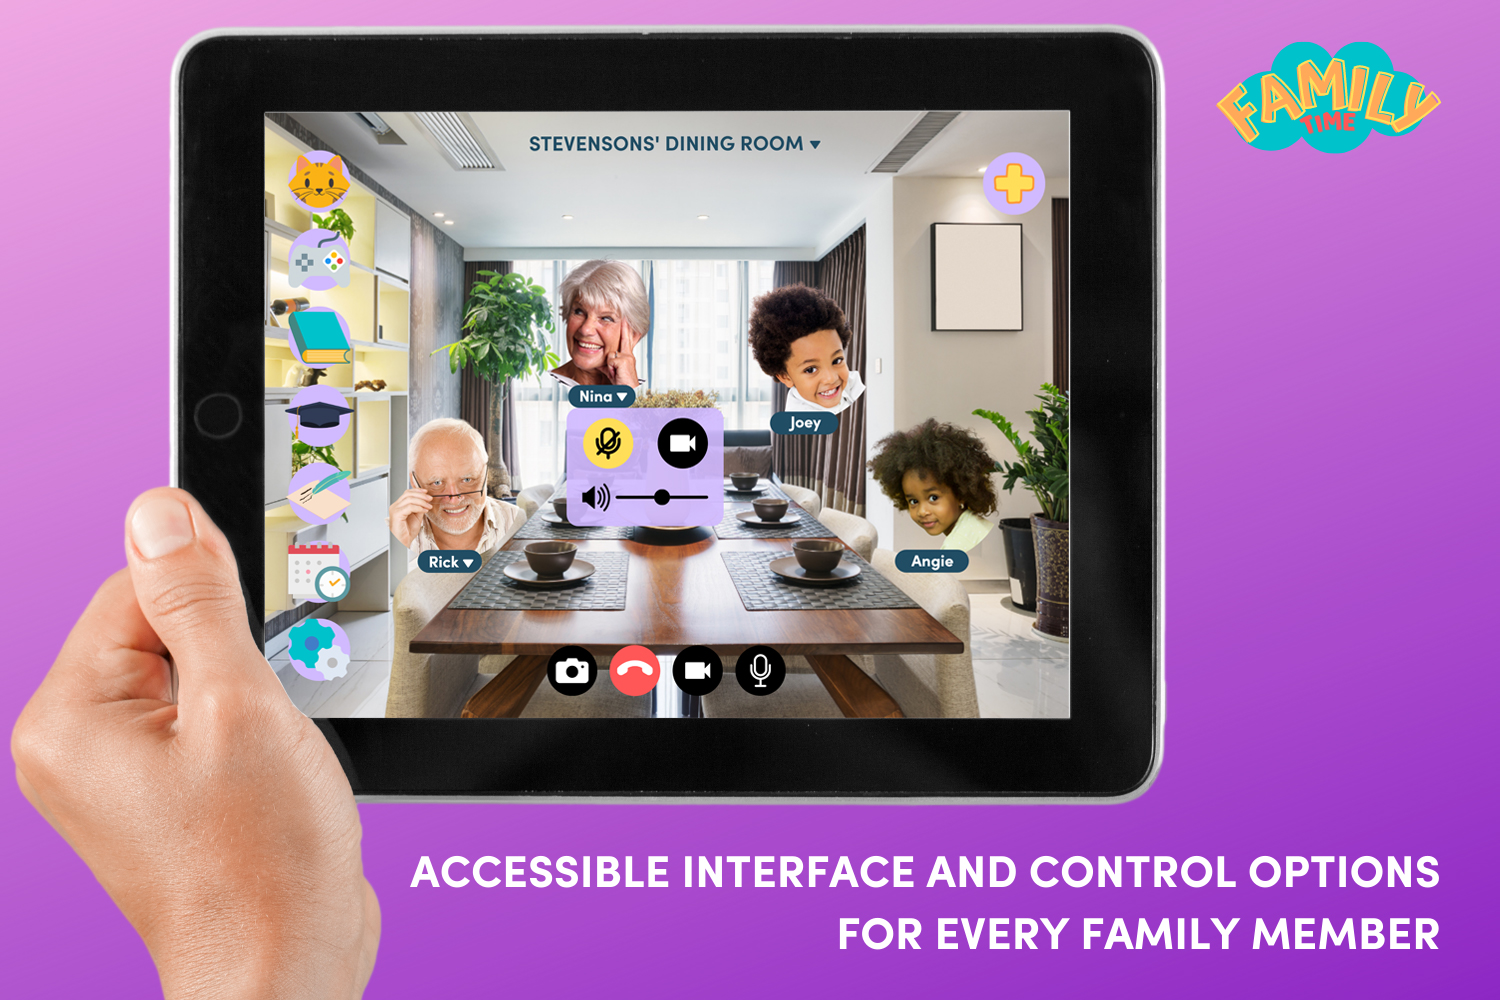 FAMILY
TIME
STEVENSONS' DINING ROOM
Nina
Joey
Rick
Angie
ACCESSIBLE INTERFACE AND CONTROL OPTIONS
FOR EVERY FAMILY MEMBER